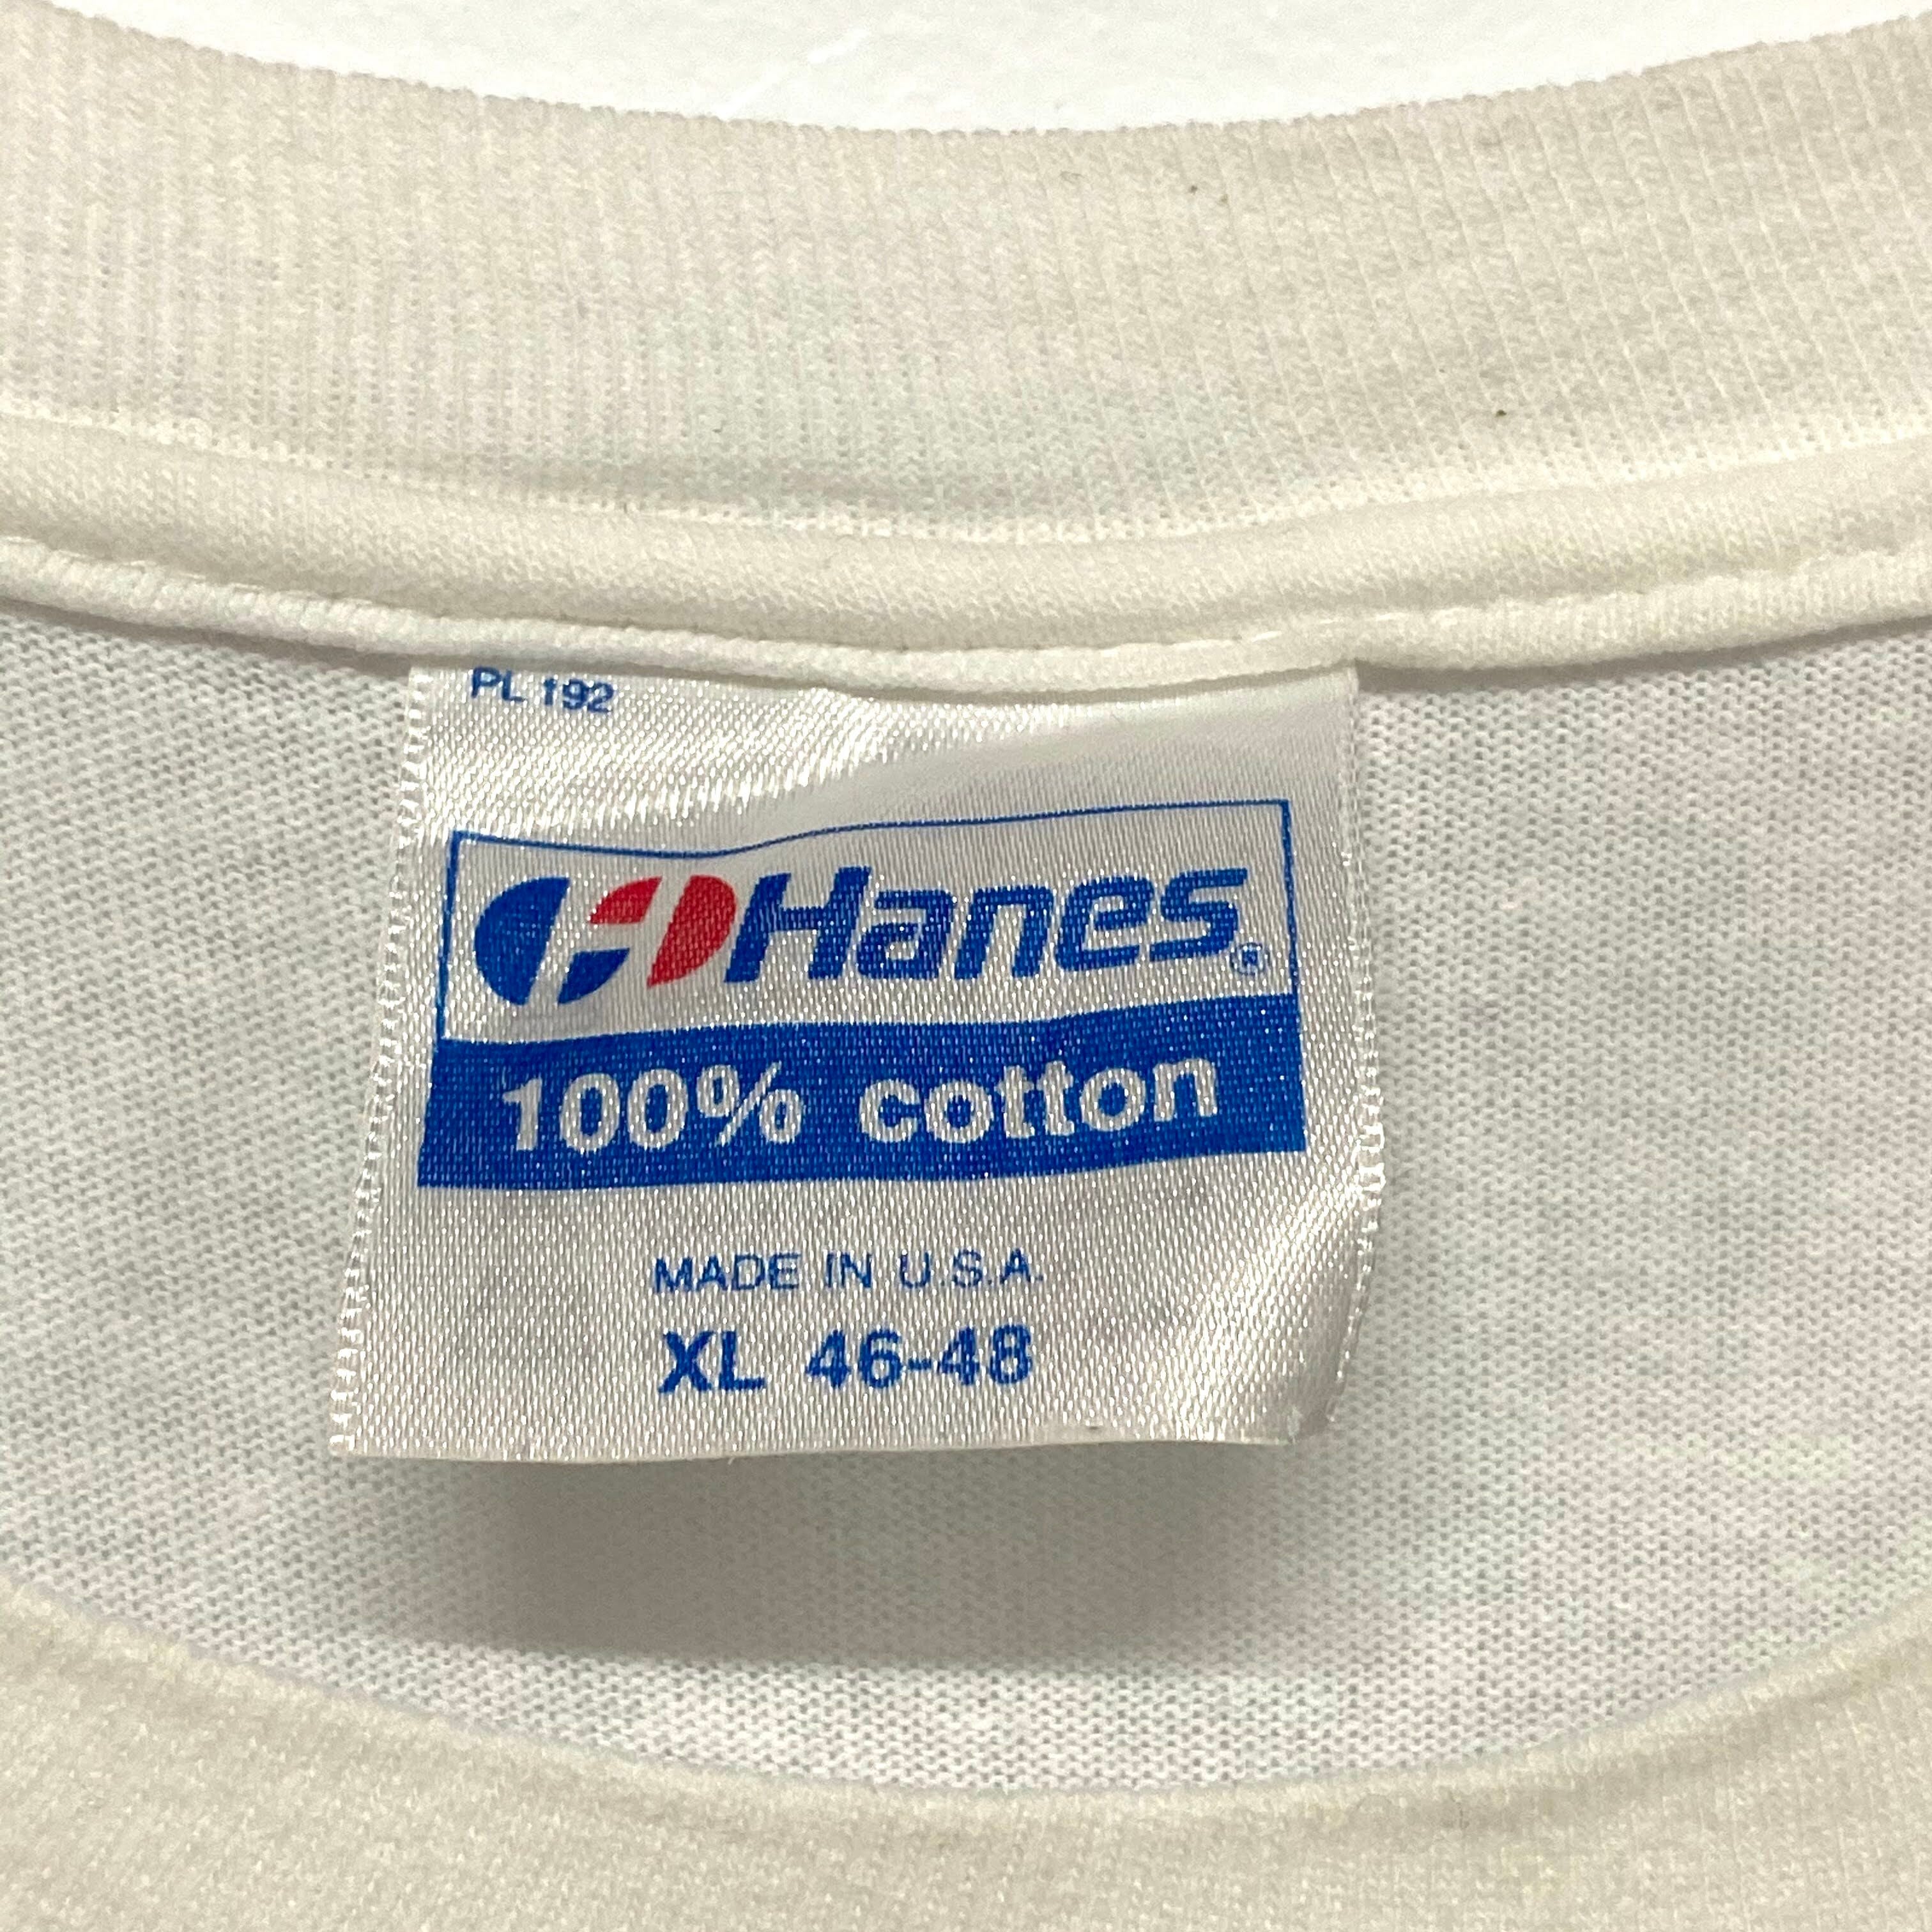 PL 192
Hanes®
100% cotton
MADE IN U.S.A.
XL 46-48